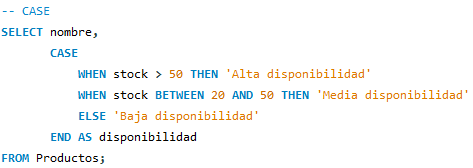 -- CASE
SELECT nombre,
       CASE
           WHEN stock > 50 THEN 'Alta disponibilidad'
           WHEN stock BETWEEN 20 AND 50 THEN 'Media disponibilidad'
           ELSE 'Baja disponibilidad'
       END AS disponibilidad
FROM Productos;